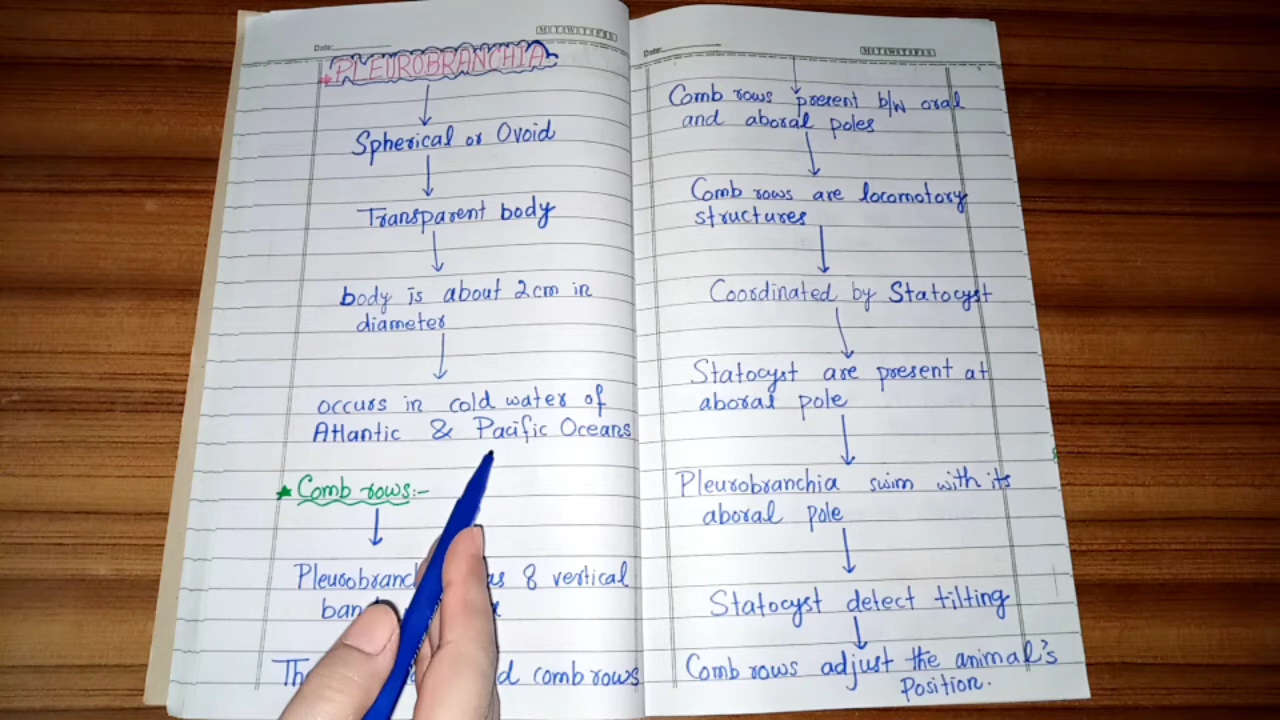 Date:
PLEUROBRANCHIA
Spherical or Ovoid
Transparent body
body is about 2cm in
diameter
occurs in cold water of
Atlantic & Pacific Oceans
Comb rows:-
8 vertical
comb rows
Date:
Comb rows present b/w oral
and aboral poles
Comb rows are locomotory
structures
Coordinated by Statocyst
Statocyst are present at
aboral pole
Pleurobranchia swim with its
aboral pole
Statocyst detect tilting
Comb rows adjust the animal's
Position.